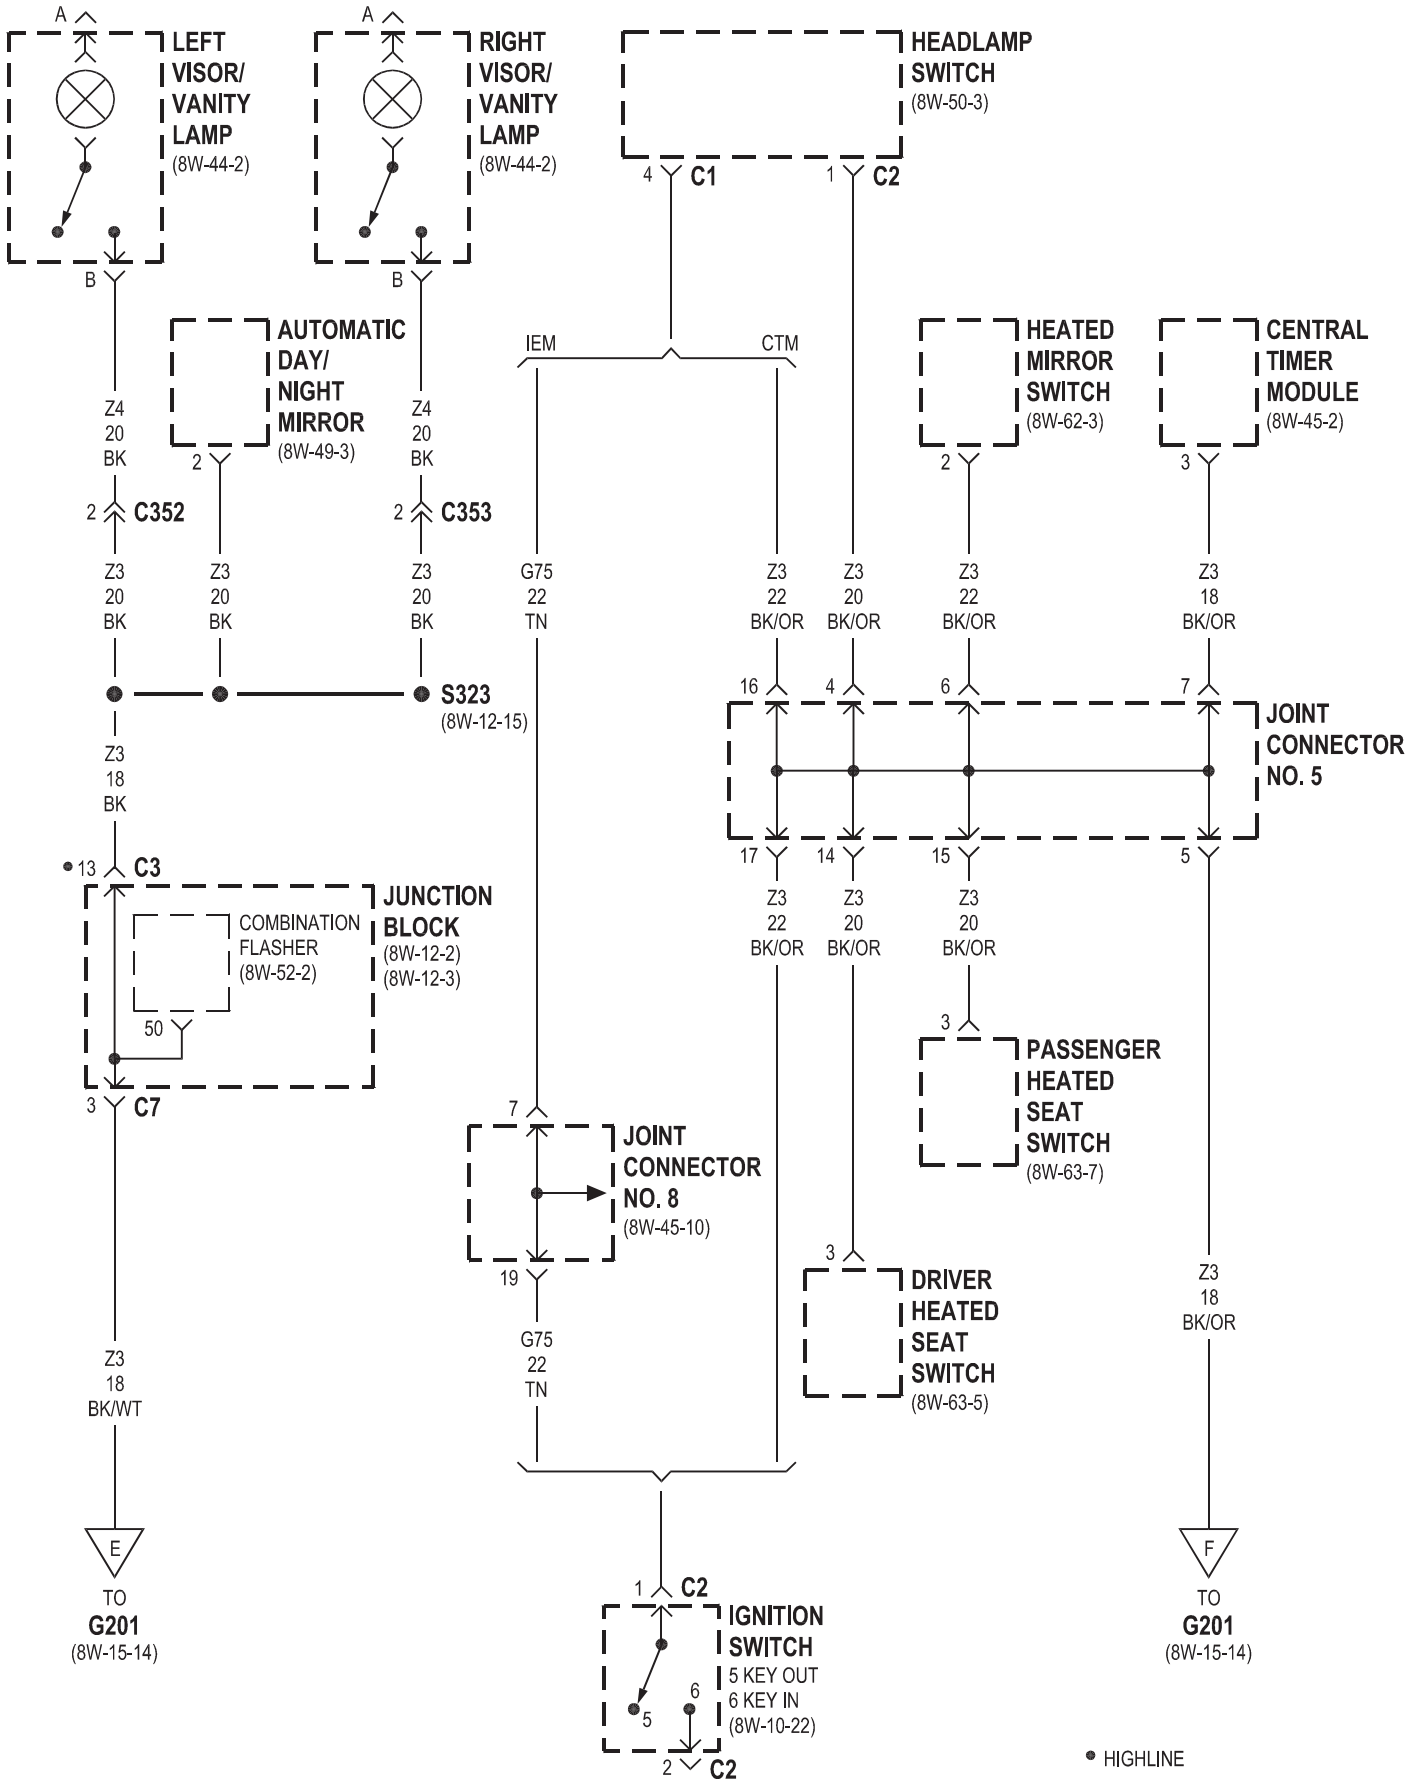 A
LEFT
VISOR/
VANITY
LAMP
(8W-44-2)
B
A
RIGHT
VISOR/
VANITY
LAMP
(8W-44-2)
B
HEADLAMP
SWITCH
(8W-50-3)
4
C1
1
C2
AUTOMATIC
DAY/
NIGHT
MIRROR
(8W-49-3)
2
IEM
CTM
HEATED
MIRROR
SWITCH
(8W-62-3)
2
CENTRAL
TIMER
MODULE
(8W-45-2)
3
Z4
20
BK
Z4
20
BK
2
C352
2
C353
Z3
20
BK
Z3
20
BK
Z3
20
BK
G75
22
TN
Z3
22
BK/OR
Z3
20
BK/OR
Z3
22
BK/OR
Z3
18
BK/OR
S323
(8W-12-15)
16
4
6
7
JOINT
CONNECTOR
NO. 5
17
14
15
5
Z3
18
BK
13
C3
JUNCTION
BLOCK
(8W-12-2)
(8W-12-3)
COMBINATION
FLASHER
(8W-52-2)
50
3
C7
Z3
22
BK/OR
Z3
20
BK/OR
Z3
20
BK/OR
3
PASSENGER
HEATED
SEAT
SWITCH
(8W-63-7)
7
JOINT
CONNECTOR
NO. 8
(8W-45-10)
19
3
DRIVER
HEATED
SEAT
SWITCH
(8W-63-5)
Z3
18
BK/OR
G75
22
TN
Z3
18
BK/WT
E
TO
G201
(8W-15-14)
F
TO
G201
(8W-15-14)
1
C2
IGNITION
SWITCH
5 KEY OUT
6 KEY IN
(8W-10-22)
6
5
2
C2
HIGHLINE